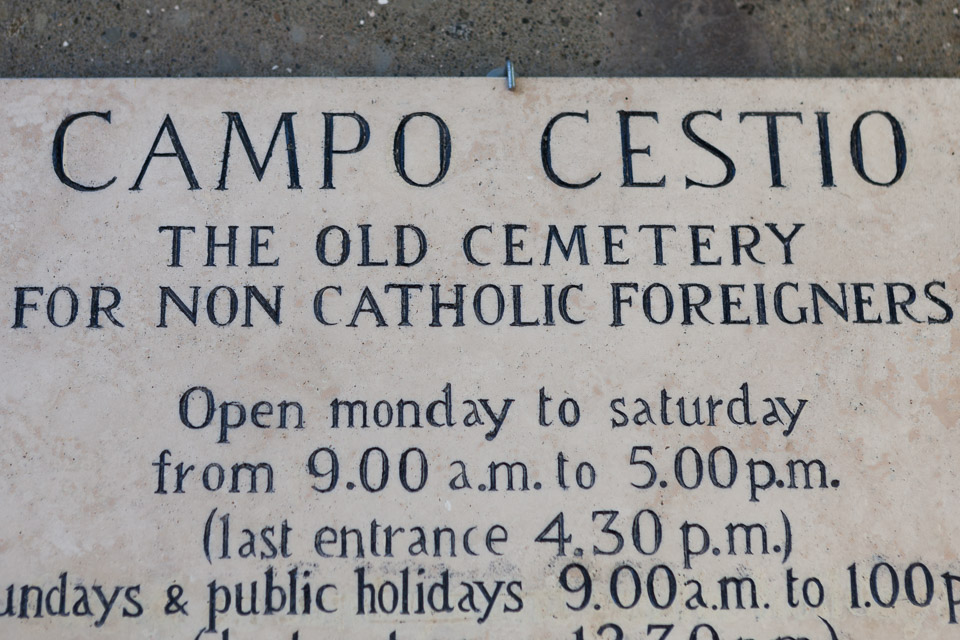 CAMPO CESTIO
THE OLD CEMETERY
FOR NON CATHOLIC FOREIGNERS
Open monday to saturday
from 9.00 a.m. to 5.00 p.m.
(last entrance 4.30 p.m.)
undays & public holidays 9.00 a.m. to 1.00 p